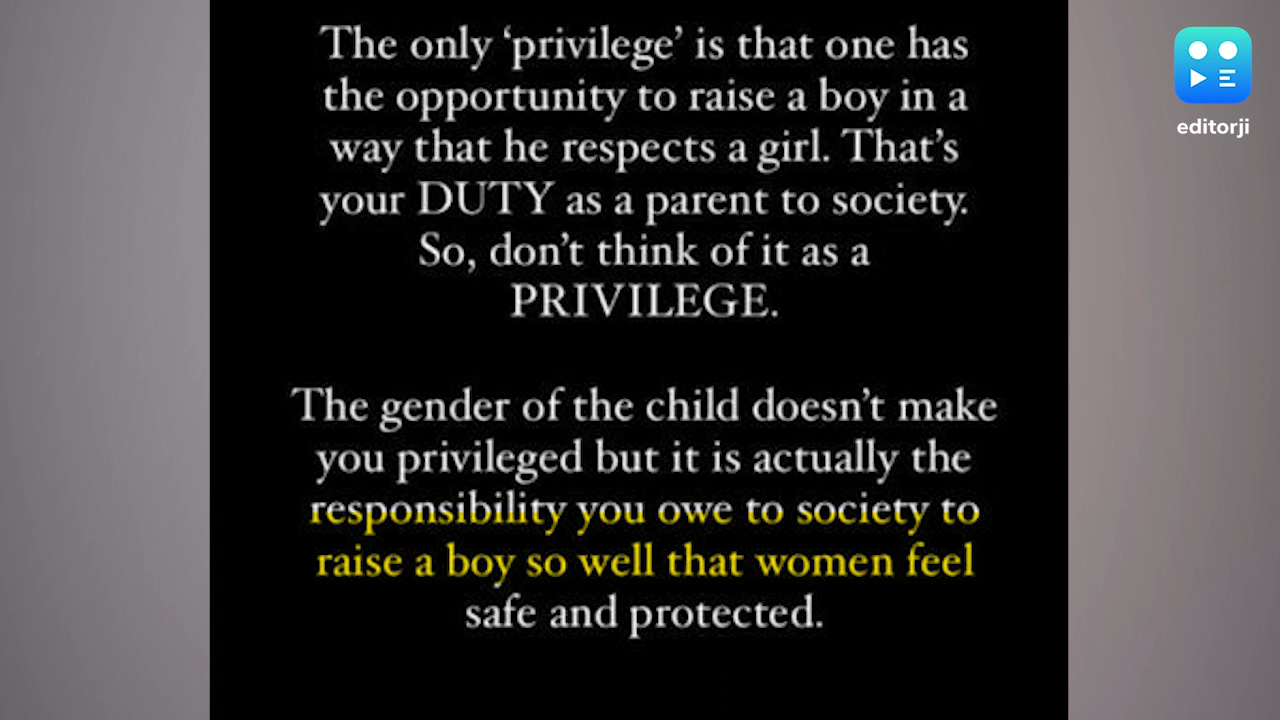 The only ‘privilege’ is that one has
the opportunity to raise a boy in a
way that he respects a girl. That’s
your DUTY as a parent to society.
So, don’t think of it as a
PRIVILEGE.
The gender of the child doesn’t make
you privileged but it is actually the
responsibility you owe to society to
raise a boy so well that women feel
safe and protected.
editorji